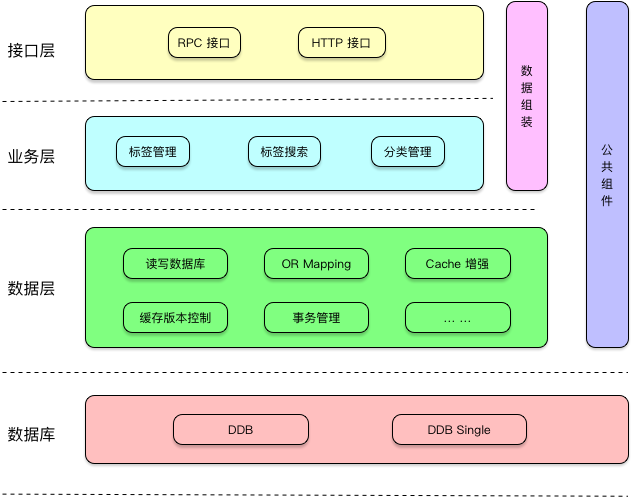 接口层
RPC 接口
HTTP 接口
数据组装
公共组件
业务层
标签管理
标签搜索
分类管理
数据层
读写数据库
OR Mapping
Cache 增强
缓存版本控制
事务管理
... ...
数据库
DDB
DDB Single